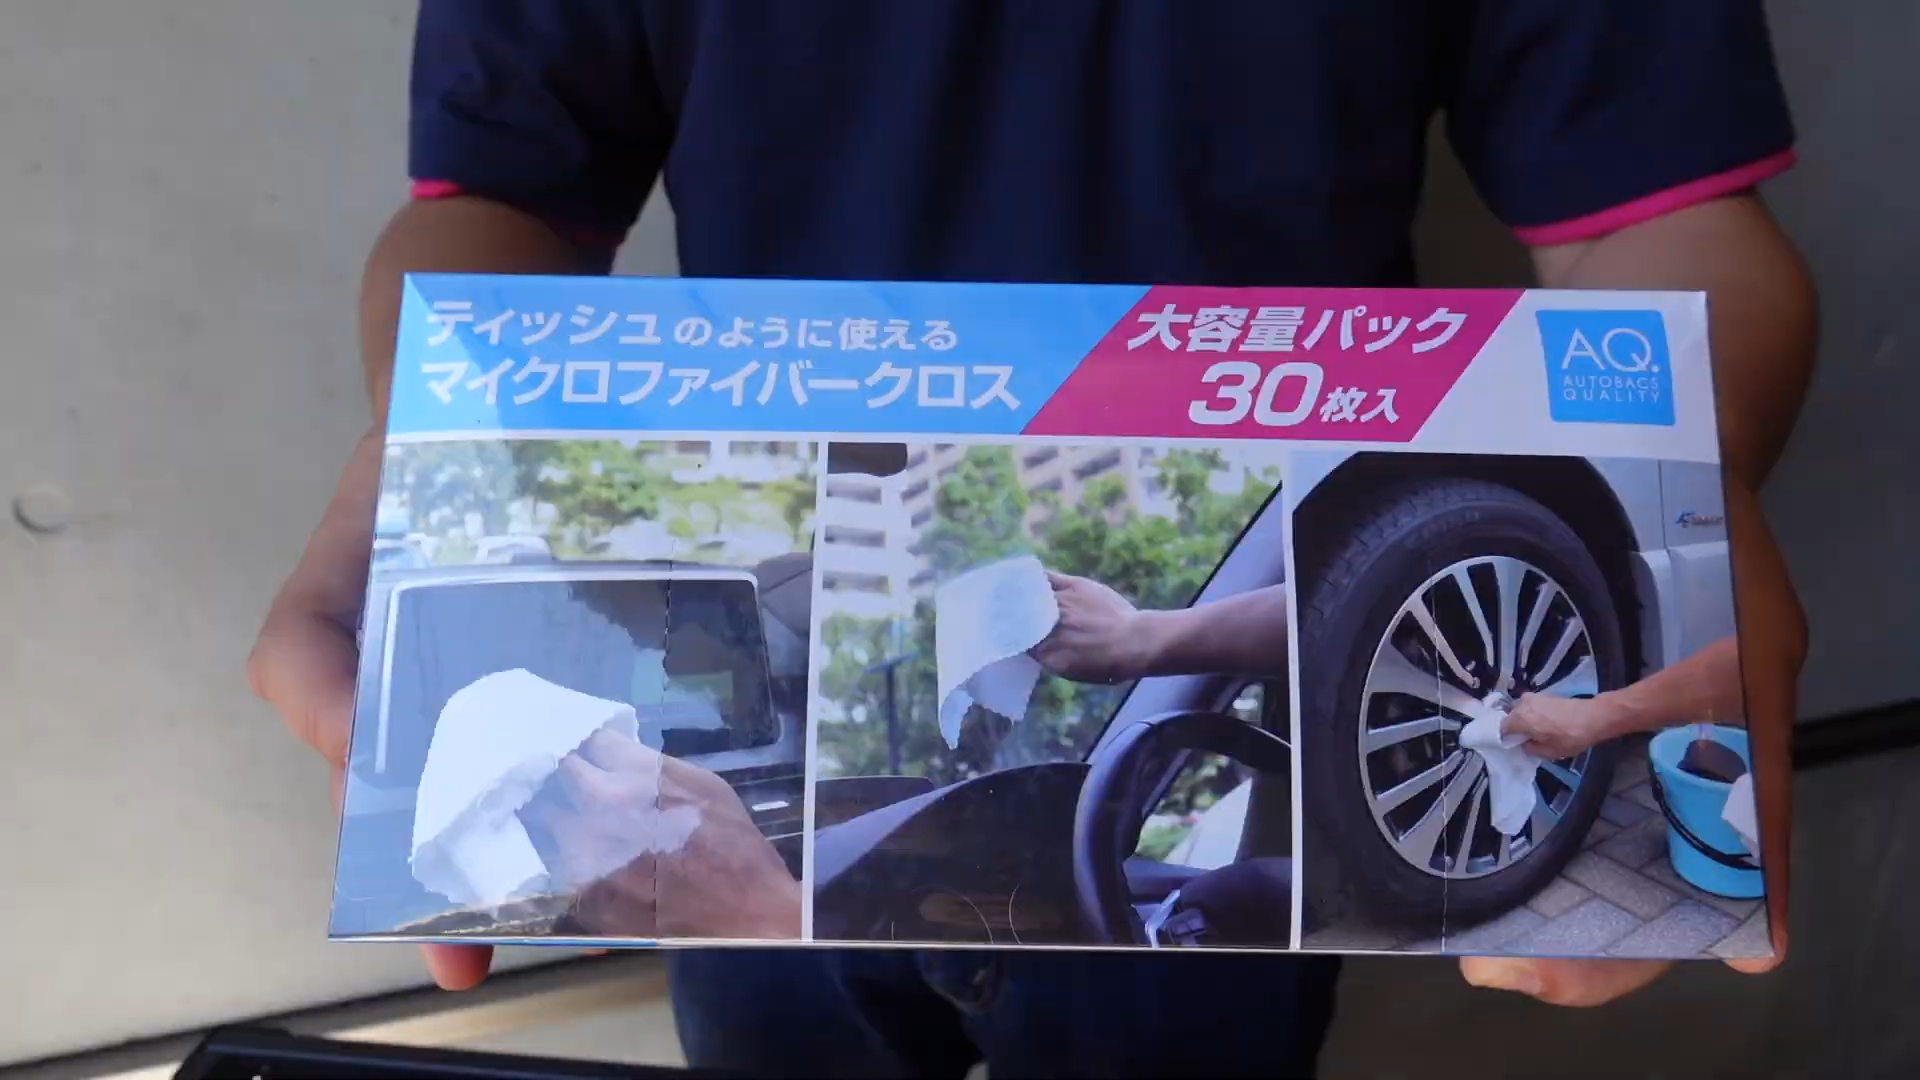 ティッシュのように使える
マイクロファイバークロス
大容量パック
30枚入
AQ.
AUTOBACS
QUALITY